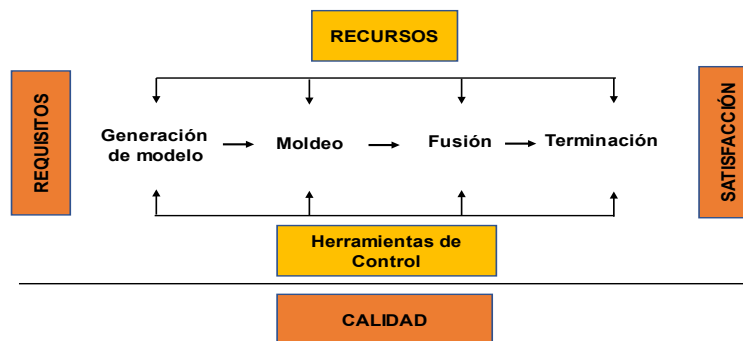 RECURSOS
REQUISITOS
Generación
de modelo
Moldeo
Fusión
Terminación
SATISFACCIÓN
Herramientas de
Control
CALIDAD